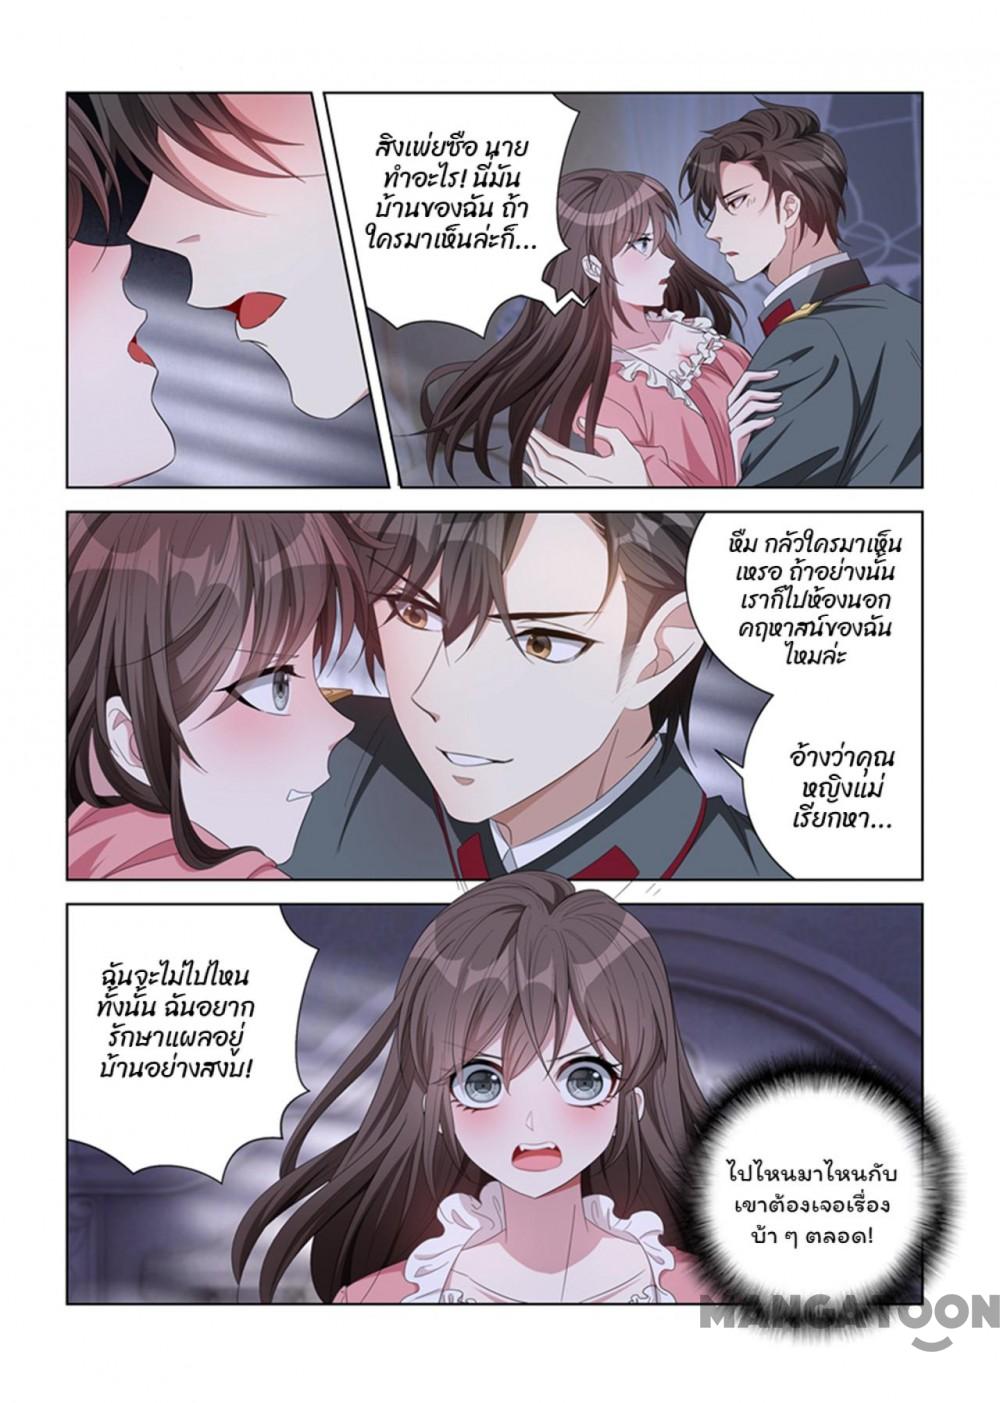 สิงเพ่ยซือ นาย
ทำอะไร! นี่มัน
บ้านของฉัน ถ้า
ใครมาเห็นล่ะก็...
หึม กลัวใครมาเห็น
เหรอ ถ้าอย่างนั้น
เราก็ไปห้องนอก
คฤหาสน์ของฉัน
ไหมล่ะ
อ้างว่าคุณ
หญิงแม่
เรียกหา...
ฉันจะไม่ไปไหน
ทั้งนั้น ฉันอยาก
รักษาแผลอยู่
บ้านอย่างสงบ!
ไปไหนมาไหนกับ
เขาต้องเจอเรื่อง
บ้า ๆ ตลอด!
MANGATOON